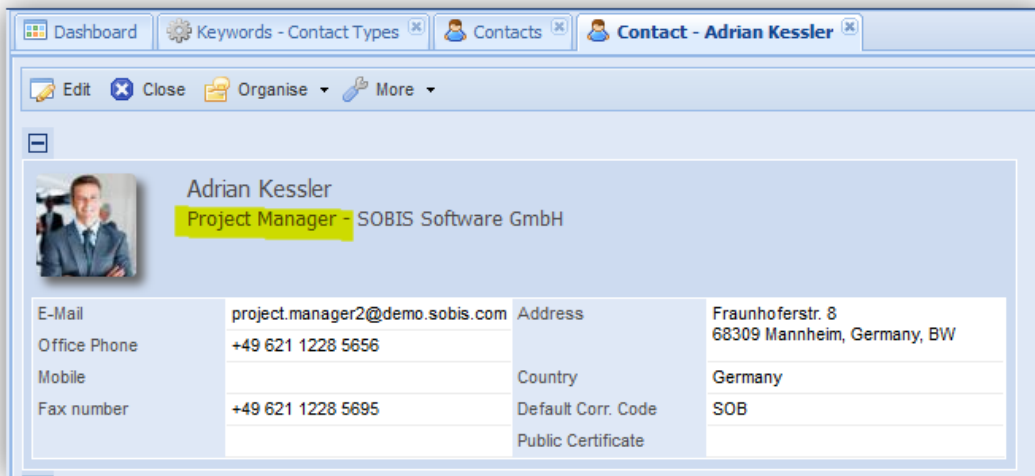 Dashboard Keywords - Contact Types Contacts Contact - Adrian Kessler
Edit Close Organise More
Adrian Kessler
Project Manager - SOBIS Software GmbH
E-Mail project.manager2@demo.sobis.com Address Fraunhoferstr. 8
68309 Mannheim, Germany, BW
Office Phone +49 621 1228 5656
Mobile Country Germany
Fax number +49 621 1228 5695 Default Corr. Code SOB
Public Certificate